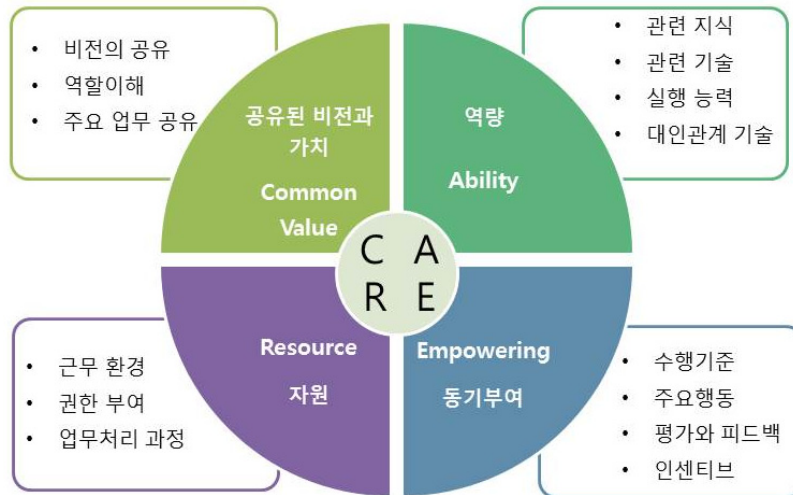 • 비전의 공유
• 역할이해
• 주요 업무 공유
공유된 비전과
가치
Common
Value
역량
Ability
• 관련 지식
• 관련 기술
• 실행 능력
• 대인관계 기술
C A
R E
• 근무 환경
• 권한 부여
• 업무처리 과정
Resource
자원
Empowering
동기부여
• 수행기준
• 주요행동
• 평가와 피드백
• 인센티브